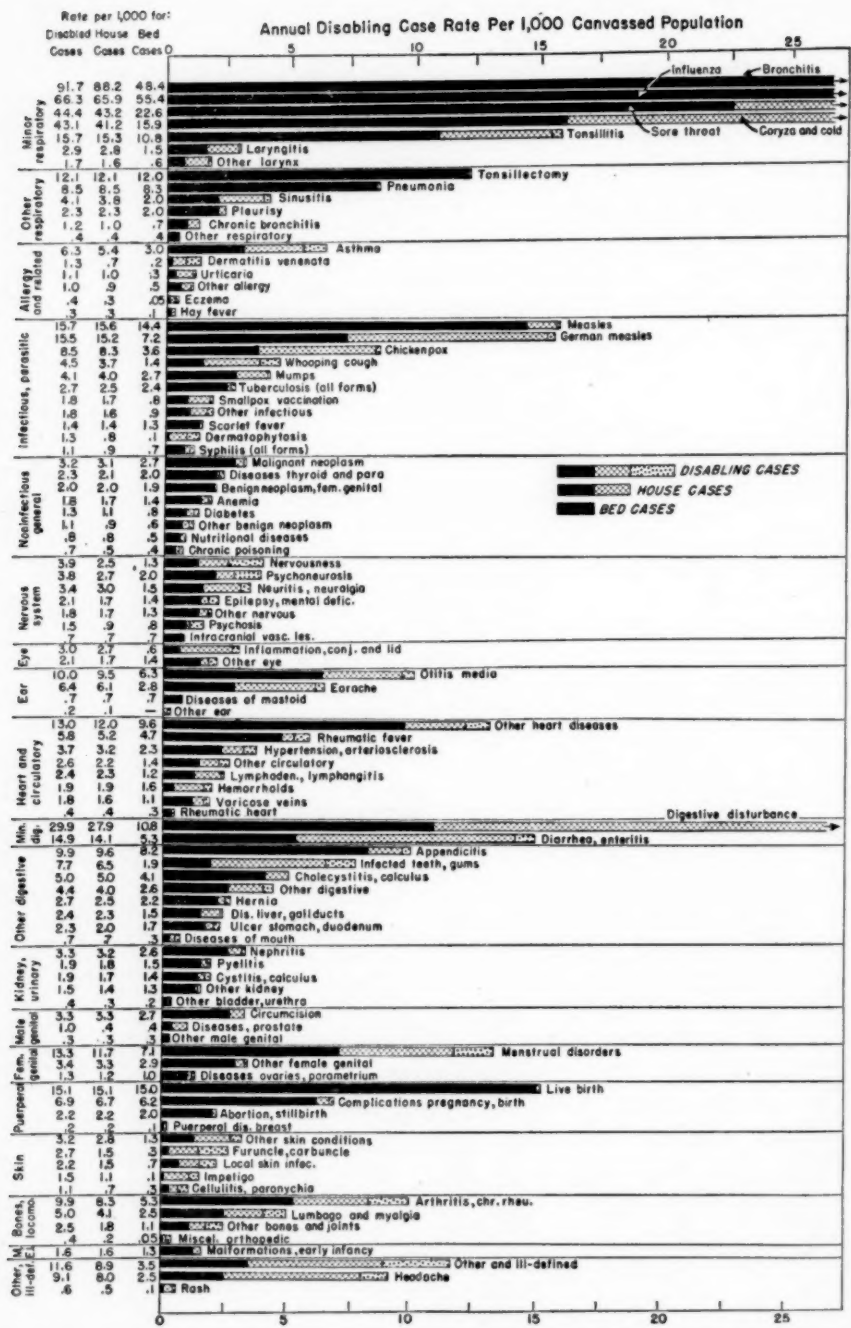 Rate per 1,000 for:
Annual Disabling Case Rate Per 1,000 Canvassed Population
Disabled House Bed
Cases Cases Cases
0 5 10 15 20 25
Minor respiratory
91.7 88.2 48.4 Bronchitis
66.3 65.9 55.4 Influenza
44.4 43.2 22.6 Sore throat
43.1 41.2 15.9 Coryza and cold
15.7 15.3 10.8 Tonsillitis
2.9 2.8 1.5 Laryngitis
1.7 1.6 .6 Other larynx
Other respiratory
12.1 12.1 12.0 Tonsillectomy
8.5 8.5 8.3 Pneumonia
4.1 3.8 2.0 Sinusitis
2.3 2.3 2.0 Pleurisy
1.2 1.0 .7 Chronic bronchitis
.4 .4 .4 Other respiratory
Allergy and related
6.3 5.4 3.0 Asthma
1.3 .7 .2 Dermatitis venenata
1.1 1.0 .3 Urticaria
1.0 .9 .5 Other allergy
.4 .3 .05 Eczema
.3 .3 .1 Hay fever
Infectious, parasitic
15.7 15.6 14.4 Measles
15.5 15.2 7.2 German measles
8.5 8.3 3.6 Chickenpox
4.5 3.7 1.4 Whooping cough
4.1 4.0 2.7 Mumps
2.7 2.5 2.4 Tuberculosis (all forms)
1.8 1.7 .8 Smallpox vaccination
1.8 1.6 .9 Other infectious
1.4 1.4 1.3 Scarlet fever
1.3 .8 .1 Dermatophytosis
1.1 .9 .7 Syphilis (all forms)
DISABLING CASES
HOUSE CASES
BED CASES
Noninfectious general
3.2 3.1 2.7 Malignant neoplasm
2.3 2.1 2.0 Diseases thyroid and para
2.0 2.0 1.9 Benign neoplasm, fem. genital
1.8 1.7 1.4 Anemia
1.3 1.1 .8 Diabetes
1.1 .9 .6 Other benign neoplasm
.8 .8 .5 Nutritional diseases
.7 .5 .4 Chronic poisoning
Nervous system
3.9 2.5 1.3 Nervousness
3.8 2.7 2.0 Psychoneurosis
3.4 3.0 1.5 Neuritis, neuralgia
2.1 1.7 1.4 Epilepsy, mental defic.
1.8 1.7 1.3 Other nervous
1.5 .9 .8 Psychosis
.7 .7 .7 Intracranial vasc. les.
Eye
3.0 2.7 .6 Inflammation, conj. and lid
2.1 1.7 1.4 Other eye
Ear
10.0 9.5 6.3 Otitis media
6.4 6.1 2.8 Earache
.7 .7 .7 Diseases of mastoid
.2 .1 — Other ear
Heart and circulatory
13.0 12.0 9.6 Other heart diseases
5.8 5.2 4.7 Rheumatic fever
3.7 3.2 2.3 Hypertension, arteriosclerosis
2.6 2.2 1.4 Other circulatory
2.4 2.3 1.2 Lymphaden., lymphangitis
1.9 1.9 1.6 Hemorrhoids
1.8 1.6 1.1 Varicose veins
.4 .4 .3 Rheumatic heart
Min. dig.
29.9 27.9 10.8 Digestive disturbance
14.9 14.1 5.3 Diarrhea, enteritis
Other digestive
9.9 9.6 8.2 Appendicitis
7.7 6.5 1.9 Infected teeth, gums
5.0 5.0 4.1 Cholecystitis, calculus
4.4 4.0 2.6 Other digestive
2.7 2.5 2.2 Hernia
2.4 2.3 1.5 Dis. liver, gall ducts
2.3 2.0 1.7 Ulcer stomach, duodenum
.7 .7 .3 Diseases of mouth
Kidney, urinary
3.3 3.2 2.6 Nephritis
1.9 1.8 1.5 Pyelitis
1.9 1.7 1.4 Cystitis, calculus
1.5 1.4 1.3 Other kidney
.4 .3 .2 Other bladder, urethra
Male genital
3.3 3.3 2.7 Circumcision
1.0 .4 .4 Diseases, prostate
.3 .3 .3 Other male genital
Fem. genital
13.3 11.7 7.1 Menstrual disorders
3.4 3.3 2.9 Other female genital
1.3 1.2 1.0 Diseases ovaries, parametrium
Puerperal
15.1 15.1 15.0 Live birth
6.9 6.7 6.2 Complications pregnancy, birth
2.2 2.2 2.0 Abortion, stillbirth
.2 .2 .1 Puerperal dis. breast
Skin
3.2 2.8 1.3 Other skin conditions
2.7 1.5 .3 Furuncle, carbuncle
2.2 1.5 .7 Local skin infec.
1.5 1.1 .1 Impetigo
1.1 .7 .3 Cellulitis, paronychia
Bones, locomo.
9.9 8.3 5.3 Arthritis, chr. rheu.
5.0 4.1 2.5 Lumbago and myalgia
2.5 1.8 1.1 Other bones and joints
.4 .2 .05 Miscel. orthopedic
M. E.I.
1.6 1.6 1.3 Malformations, early infancy
Other, ill-def.
11.6 8.9 3.5 Other and ill-defined
9.1 8.0 2.5 Headache
.6 .5 .1 Rash
0 5 10 15 20 25